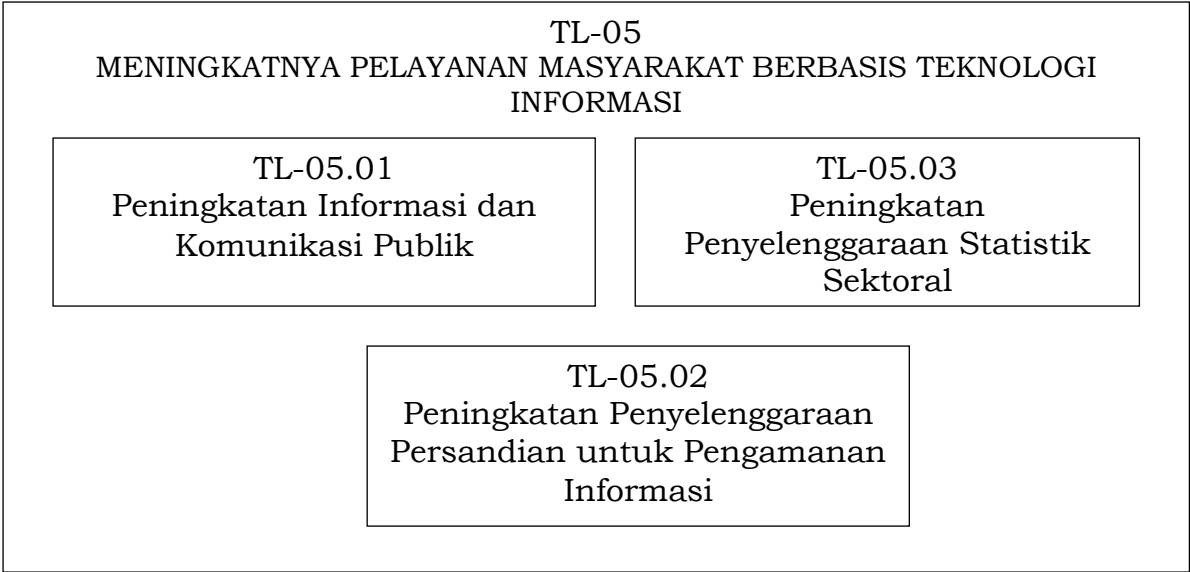 TL-05
MENINGKATNYA PELAYANAN MASYARAKAT BERBASIS TEKNOLOGI
INFORMASI
TL-05.01
Peningkatan Informasi dan
Komunikasi Publik
TL-05.03
Peningkatan
Penyelenggaraan Statistik
Sektoral
TL-05.02
Peningkatan Penyelenggaraan
Persandian untuk Pengamanan
Informasi